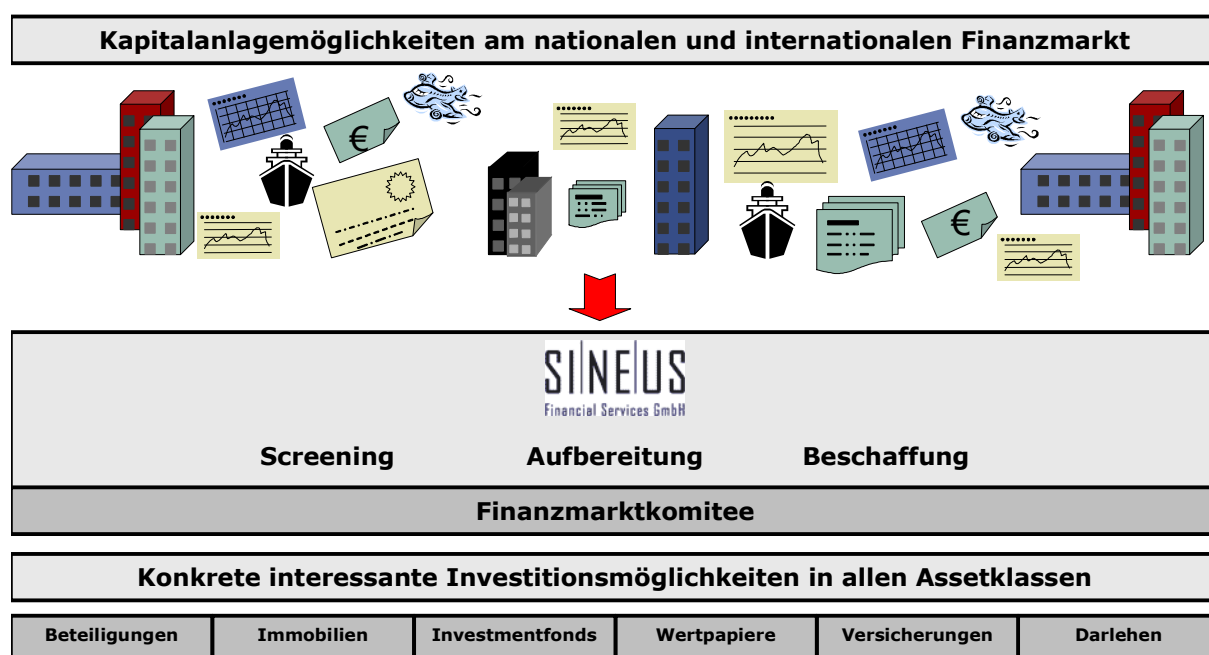 Kapitalanlagemöglichkeiten am nationalen und internationalen Finanzmarkt
€
€
SINEUS
Financial Services GmbH
Screening Aufbereitung Beschaffung
Finanzmarktkomitee
Konkrete interessante Investitionsmöglichkeiten in allen Assetklassen
Beteiligungen Immobilien Investmentfonds Wertpapiere Versicherungen Darlehen